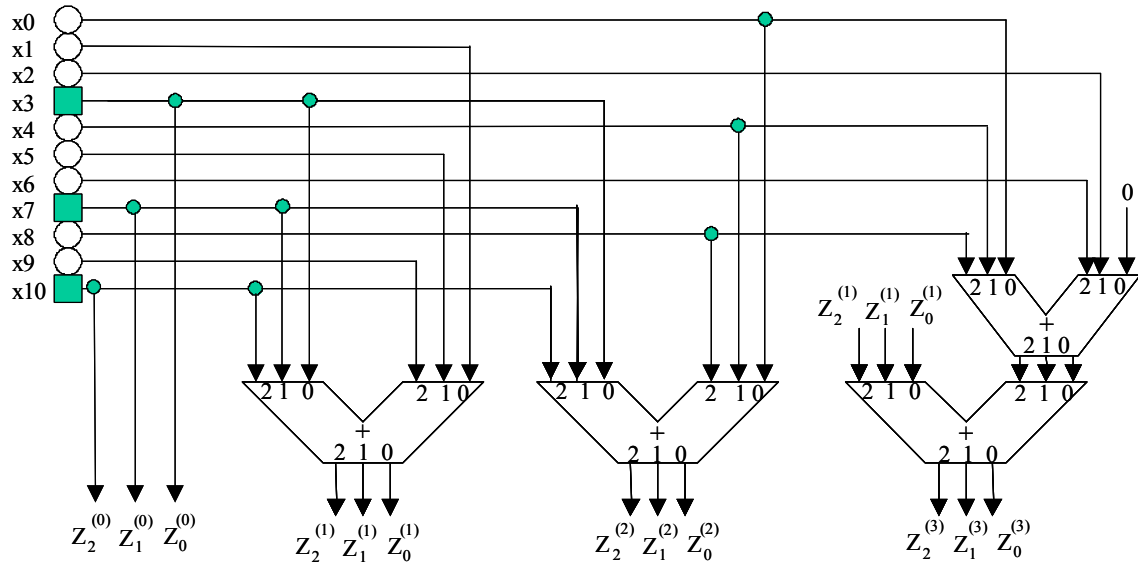 x0
x1
x2
x3
x4
x5
x6
x7
x8
x9
x10
0
2 1 0 2 1 0
+
2 1 0
Z₂⁽¹⁾ Z₁⁽¹⁾ Z₀⁽¹⁾
2 1 0 2 1 0
+
2 1 0
2 1 0 2 1 0
+
2 1 0
2 1 0 2 1 0
+
2 1 0
Z₂⁽⁰⁾ Z₁⁽⁰⁾ Z₀⁽⁰⁾
Z₂⁽¹⁾ Z₁⁽¹⁾ Z₀⁽¹⁾
Z₂⁽²⁾ Z₁⁽²⁾ Z₀⁽²⁾
Z₂⁽³⁾ Z₁⁽³⁾ Z₀⁽³⁾